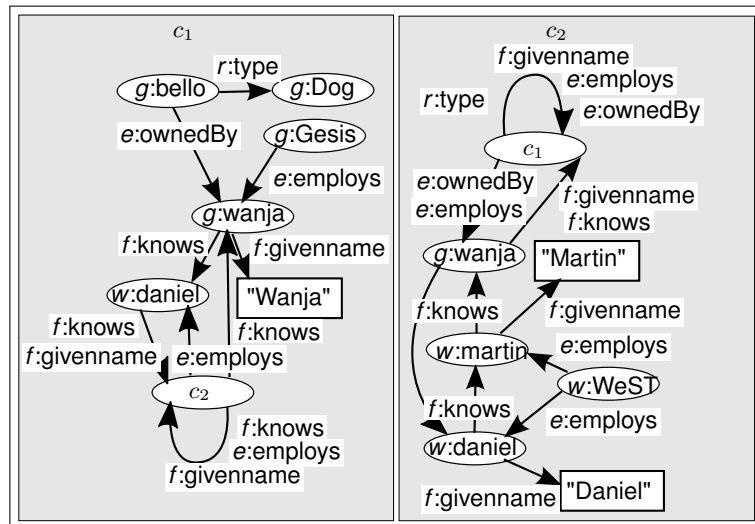 c₁
r:type
g:bello
g:Dog
e:ownedBy
g:Gesis
e:employs
g:wanja
f:knows
f:givenname
w:daniel
"Wanja"
f:knows
f:knows
f:givenname
e:employs
c₂
f:knows
e:employs
f:givenname
c₂
f:givenname
r:type
e:employs
e:ownedBy
c₁
e:ownedBy
f:givenname
e:employs
f:knows
g:wanja
"Martin"
f:knows
f:givenname
w:martin
e:employs
w:WeST
f:knows
e:employs
w:daniel
f:givenname
"Daniel"